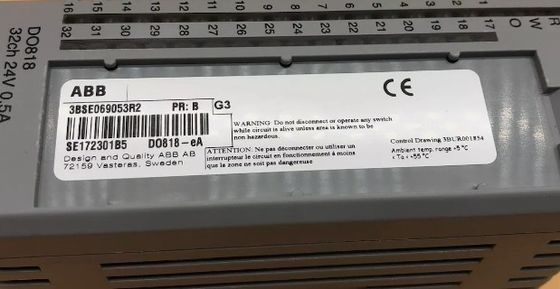 DO818
32ch 24V 0.5A
16 15 14 13 12 11 10 9 8 7 6 5 4 3 2 1
32 31 30 29 28 27 26 25 24 23 22 21 20 19 18 17
R
W
O
ABB
3BSE069053R2 PR: B G3
SE172301B5 DO818-eA
Design and Quality ABB AB
72159 Vasteras, Sweden
CE
WARNING: Do not disconnect or operate any switch
while circuit is alive unless area is known to be
non hazardous.
ATTENTION: Ne pas déconnecter ou utiliser un
interrupteur le circuit en fonctionnement à moins
que la zone ne soit pas dangereuse
Control Drawing 3BUR001854
Ambient temp. range +5 °C
< Ta < +55 °C